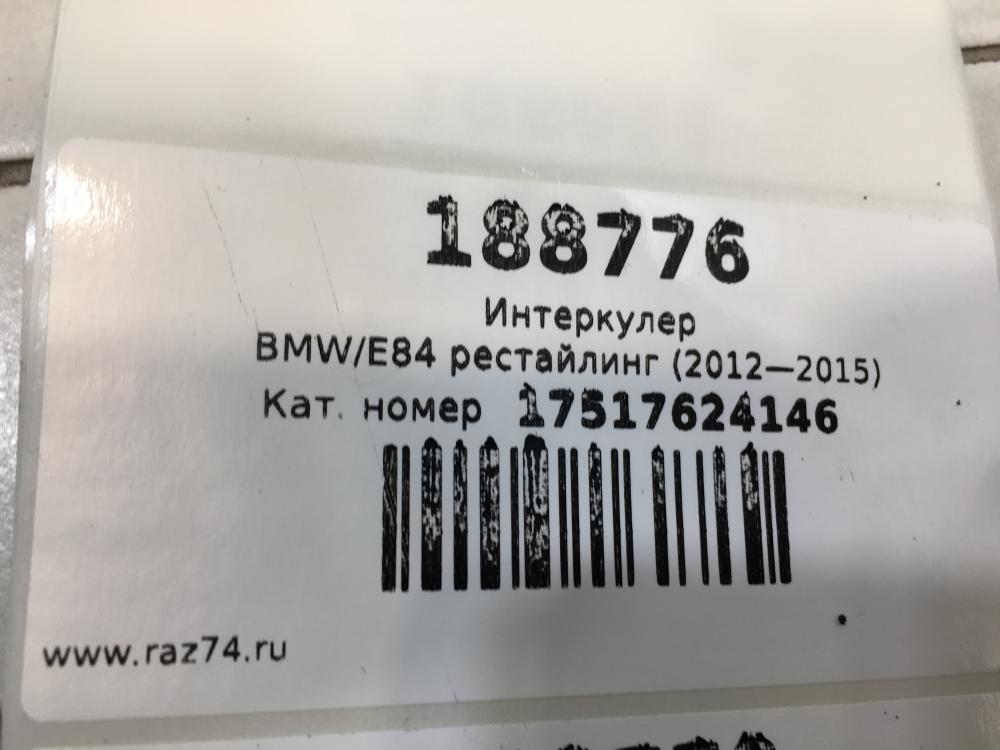 188776
Интеркулер
BMW/E84 рестайлинг (2012—2015)
Кат. номер 17517624146
www.raz74.ru